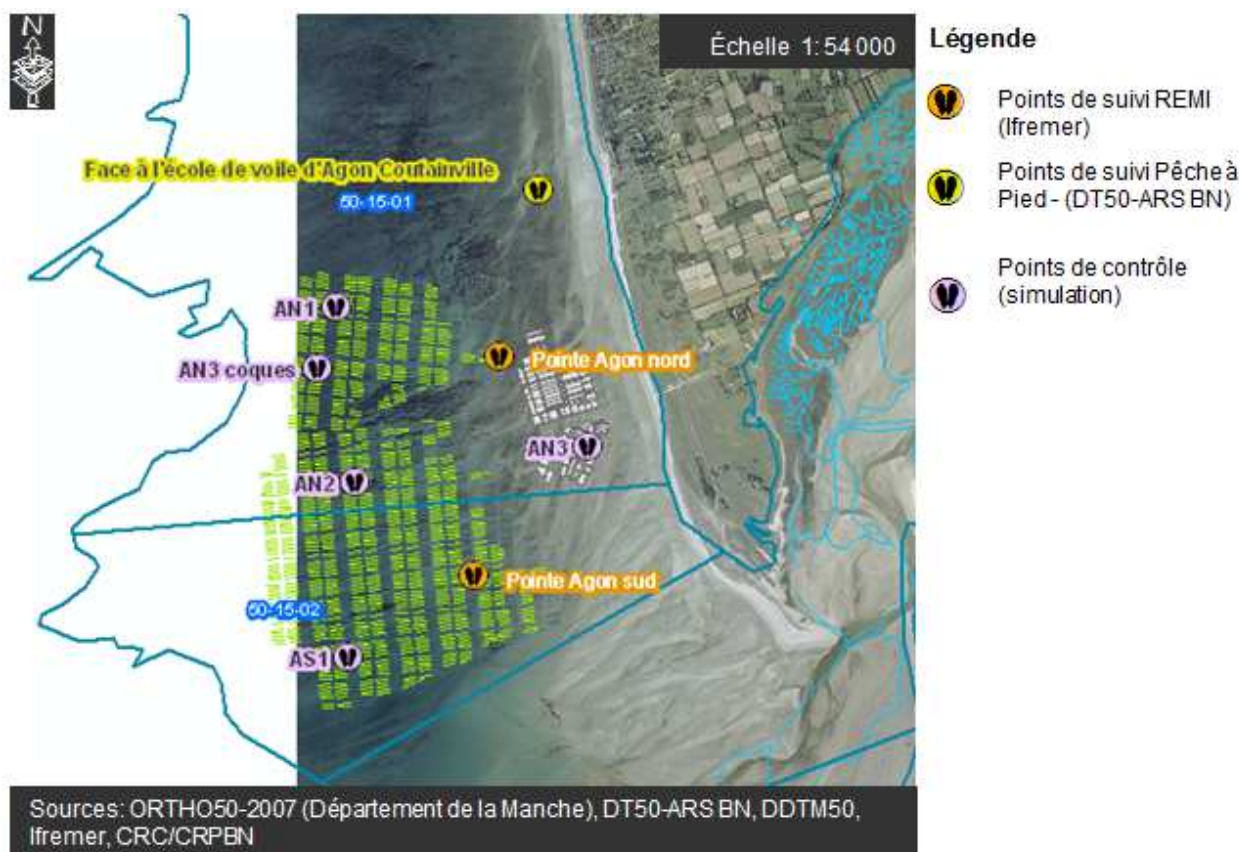 N
Échelle 1: 54 000
Légende
Points de suivi REMI
(Ifremer)
Points de suivi Pêche à
Pied - (DT50-ARS BN)
Points de contrôle
(simulation)
Face à l'école de voile d'Agon Coutainville
50-15-01
AN1
AN3 coques
Pointe Agon nord
AN3
AN2
Pointe Agon sud
50-15-02
AS1
Sources: ORTHO50-2007 (Département de la Manche), DT50-ARS BN, DDTM50,
Ifremer, CRC/CRPBN